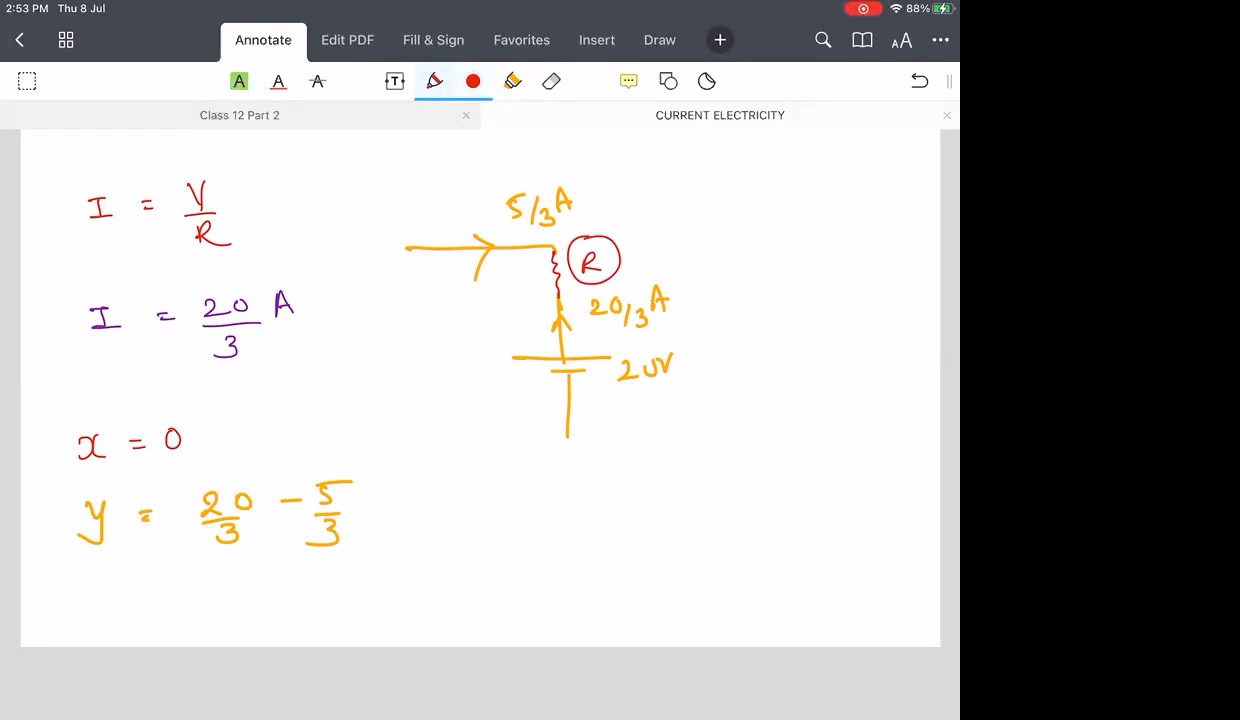 2:53 PM Thu 8 Jul
88%
Annotate Edit PDF Fill & Sign Favorites Insert Draw
Class 12 Part 2
CURRENT ELECTRICITY
I = V/R
5/3 A
R
I = 20/3 A
20/3 A
20V
x = 0
y = 20/3 - 5/3